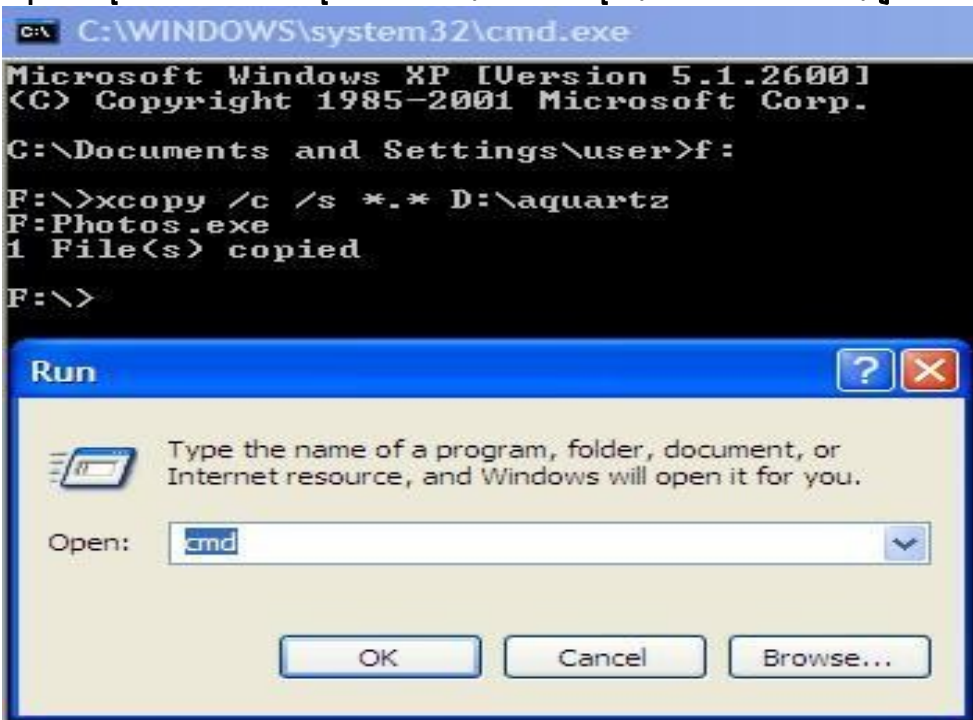 C:\WINDOWS\system32\cmd.exe
Microsoft Windows XP [Version 5.1.2600]
(C) Copyright 1985-2001 Microsoft Corp.
C:\Documents and Settings\user>f:
F:\>xcopy /c /s *.* D:\aquartz
F:Photos.exe
1 File(s) copied
F:\>
Run
Type the name of a program, folder, document, or
Internet resource, and Windows will open it for you.
Open: cmd
OK Cancel Browse...